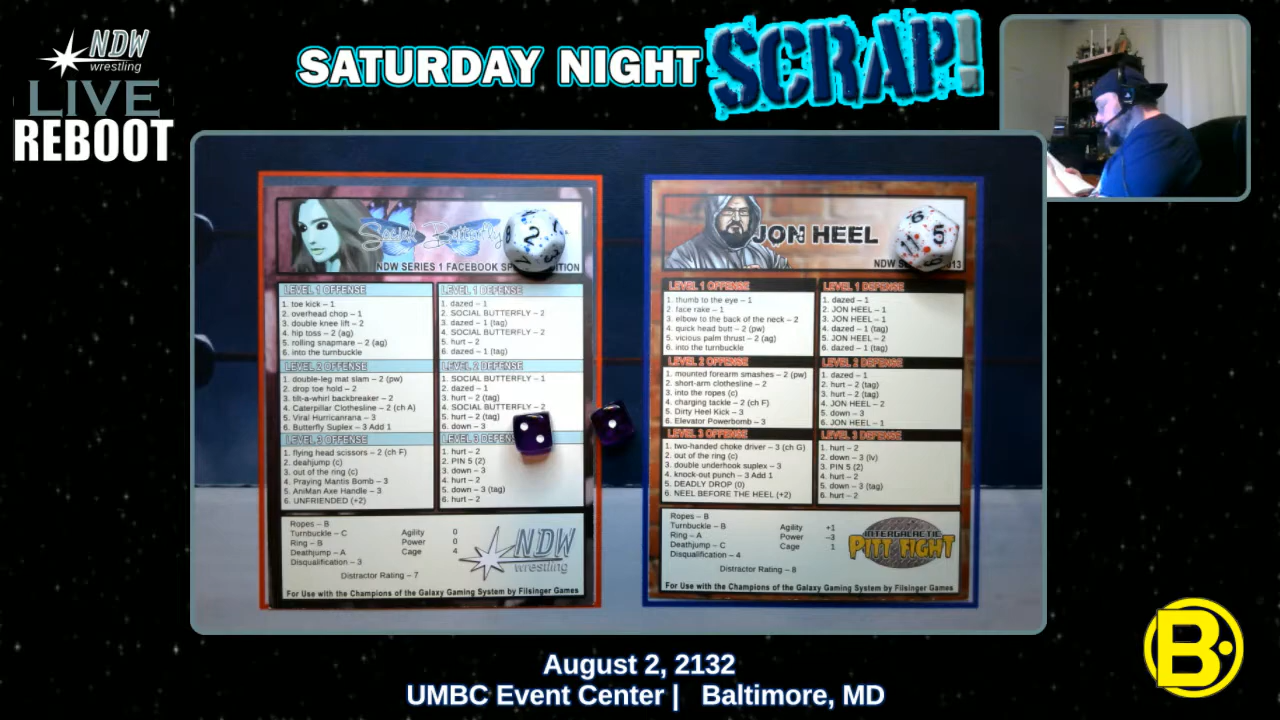 NDW
wrestling
LIVE
REBOOT
SATURDAY NIGHT SCRAP!
Social Butterfly
NDW SERIES 1 FACEBOOK SP EDITION
LEVEL 1 OFFENSE
1. toe kick – 1
2. overhead chop – 1
3. double knee lift – 2
4. hip toss – 2 (ag)
5. rolling snapmare – 2 (ag)
6. into the turnbuckle
LEVEL 1 DEFENSE
1. dazed – 1
2. SOCIAL BUTTERFLY – 2
3. dazed – 1 (tag)
4. SOCIAL BUTTERFLY – 2
5. hurt – 2
6. dazed – 1 (tag)
LEVEL 2 OFFENSE
1. double-leg mat slam – 2 (pw)
2. drop toe hold – 2
3. tilt-a-whirl backbreaker – 2
4. Caterpillar Clothesline – 2 (ch A)
5. Viral Hurricanrana – 3
6. Butterfly Suplex – 3 Add 1
LEVEL 2 DEFENSE
1. SOCIAL BUTTERFLY – 1
2. dazed – 1
3. hurt – 2 (tag)
4. SOCIAL BUTTERFLY – 2
5. hurt – 2 (tag)
6. down – 3
LEVEL 3 OFFENSE
1. flying head scissors – 2 (ch F)
2. deahjump (c)
3. out of the ring (c)
4. Praying Mantis Bomb – 3
5. AniMan Axe Handle – 3
6. UNFRIENDED (+2)
LEVEL 3 DEFENSE
1. hurt – 2
2. PIN 5 (2)
3. down – 3
4. hurt – 2
5. down – 3 (tag)
6. hurt – 2
Ropes – B
Turnbuckle – C
Ring – B
Deathjump – A
Disqualification – 3
Agility 0
Power 0
Cage 4
Distractor Rating – 7
NDW
wrestling
For Use with the Champions of the Galaxy Gaming System by Filsinger Games
JON HEEL
NDW S 13
LEVEL 1 OFFENSE
1. thumb to the eye – 1
2. face rake – 1
3. elbow to the back of the neck – 2
4. quick head butt – 2 (pw)
5. vicious palm thrust – 2 (ag)
6. into the turnbuckle
LEVEL 1 DEFENSE
1. dazed – 1
2. JON HEEL – 1
3. JON HEEL – 1
4. dazed – 1 (tag)
5. JON HEEL – 2
6. dazed – 1 (tag)
LEVEL 2 OFFENSE
1. mounted forearm smashes – 2 (pw)
2. short-arm clothesline – 2
3. into the ropes (c)
4. charging tackle – 2 (ch F)
5. Dirty Heel Kick – 3
6. Elevator Powerbomb – 3
LEVEL 2 DEFENSE
1. dazed – 1
2. hurt – 2 (tag)
3. hurt – 2 (tag)
4. JON HEEL – 2
5. down – 3
6. JON HEEL – 1
LEVEL 3 OFFENSE
1. two-handed choke driver – 3 (ch G)
2. out of the ring (c)
3. double underhook suplex – 3
4. knock-out punch – 3 Add 1
5. DEADLY DROP (0)
6. NEEL BEFORE THE HEEL (+2)
LEVEL 3 DEFENSE
1. hurt – 2
2. down – 3 (lv)
3. PIN 5 (2)
4. hurt – 2
5. down – 3 (tag)
6. hurt – 2
Ropes – B
Turnbuckle – B
Ring – A
Deathjump – C
Disqualification – 4
Agility +1
Power –3
Cage 1
Distractor Rating – 8
INTERGALACTIC
PITT FIGHT
For Use with the Champions of the Galaxy Gaming System by Filsinger Games
August 2, 2132
UMBC Event Center | Baltimore, MD
B